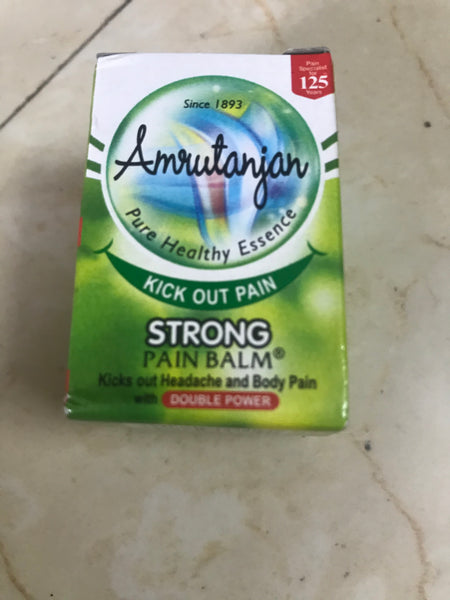 Pain
Specialist
for
125
Years
Since 1893
Amrutanjan
Pure Healthy Essence
KICK OUT PAIN
STRONG
PAIN BALM®
Kicks out Headache and Body Pain
with DOUBLE POWER